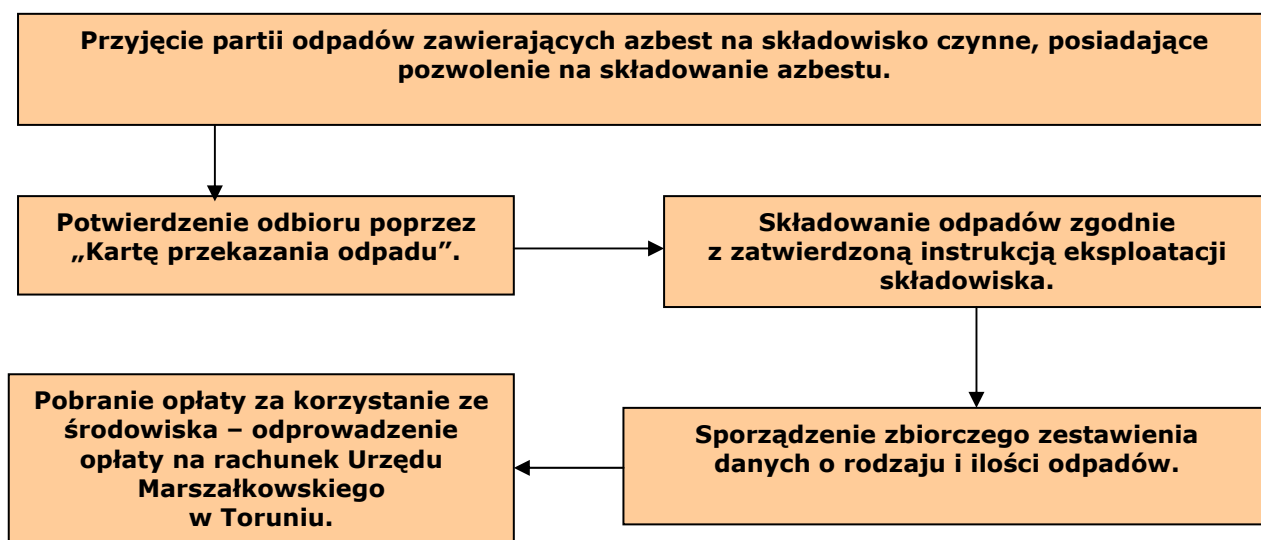 Przyjęcie partii odpadów zawierających azbest na składowisko czynne, posiadające
pozwolenie na składowanie azbestu.
Potwierdzenie odbioru poprzez
„Kartę przekazania odpadu”.
Składowanie odpadów zgodnie
z zatwierdzoną instrukcją eksploatacji
składowiska.
Sporządzenie zbiorczego zestawienia
danych o rodzaju i ilości odpadów.
Pobranie opłaty za korzystanie ze
środowiska – odprowadzenie
opłaty na rachunek Urzędu
Marszałkowskiego
w Toruniu.